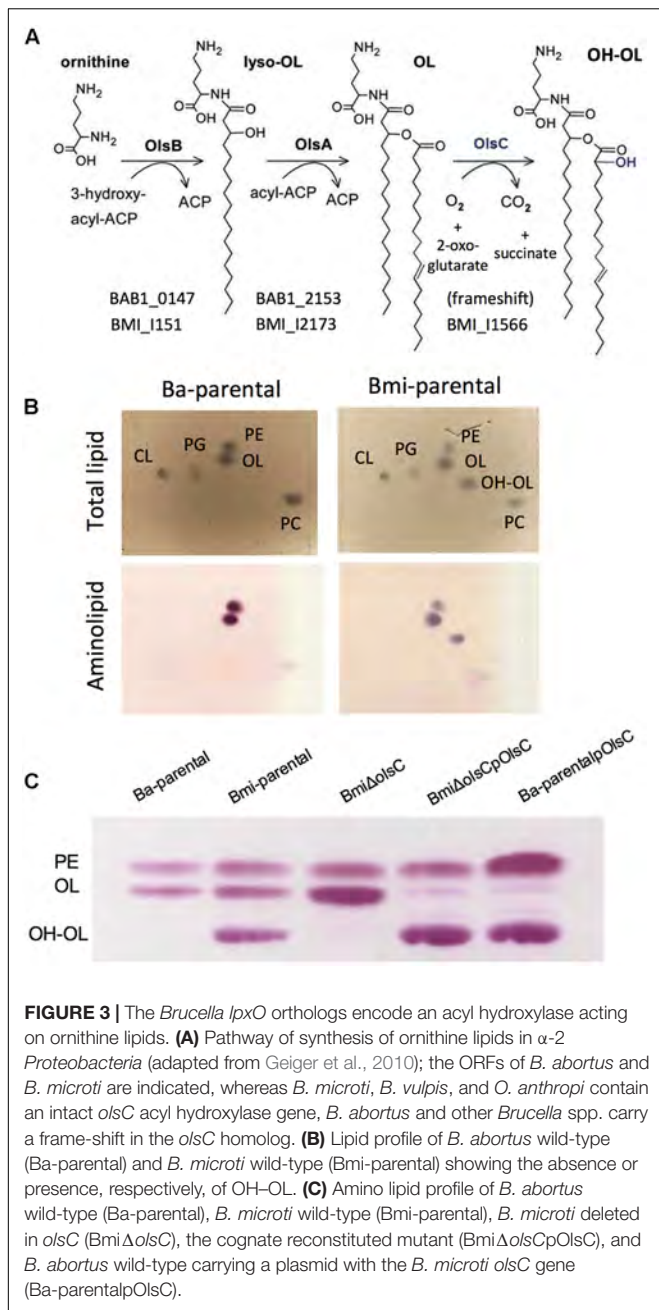 A
ornithine
lyso-OL
OL
OH-OL
NH₂
NH₂
NH₂
NH₂
NH₂
OH
O
NH
O
OH
O
OH
OlsB
3-hydroxy-
acyl-ACP
ACP
O
NH
O
OH
O
O
OlsA
acyl-ACP
ACP
O
NH
O
OH
O
O
OH
OlsC
O₂
+
2-oxo-
glutarate
CO₂
+
succinate
BAB1_0147
BMI_I151
BAB1_2153
BMI_I2173
(frameshift)
BMI_I1566
B
Ba-parental
Bmi-parental
Total lipid
CL
PG
PE
OL
PC
CL
PG
PE
OL
OH-OL
PC
Aminolipid
C
Ba-parental
Bmi-parental
BmiΔolsC
BmiΔolsCpOlsC
Ba-parentalpOlsC
PE
OL
OH-OL
FIGURE 3 | The Brucella lpxO orthologs encode an acyl hydroxylase acting
on ornithine lipids. (A) Pathway of synthesis of ornithine lipids in α-2
Proteobacteria (adapted from Geiger et al., 2010); the ORFs of B. abortus and
B. microti are indicated, whereas B. microti, B. vulpis, and O. anthropi contain
an intact olsC acyl hydroxylase gene, B. abortus and other Brucella spp. carry
a frame-shift in the olsC homolog. (B) Lipid profile of B. abortus wild-type
(Ba-parental) and B. microti wild-type (Bmi-parental) showing the absence or
presence, respectively, of OH–OL. (C) Amino lipid profile of B. abortus
wild-type (Ba-parental), B. microti wild-type (Bmi-parental), B. microti deleted
in olsC (BmiΔolsC), the cognate reconstituted mutant (BmiΔolsCpOlsC), and
B. abortus wild-type carrying a plasmid with the B. microti olsC gene
(Ba-parentalpOlsC).